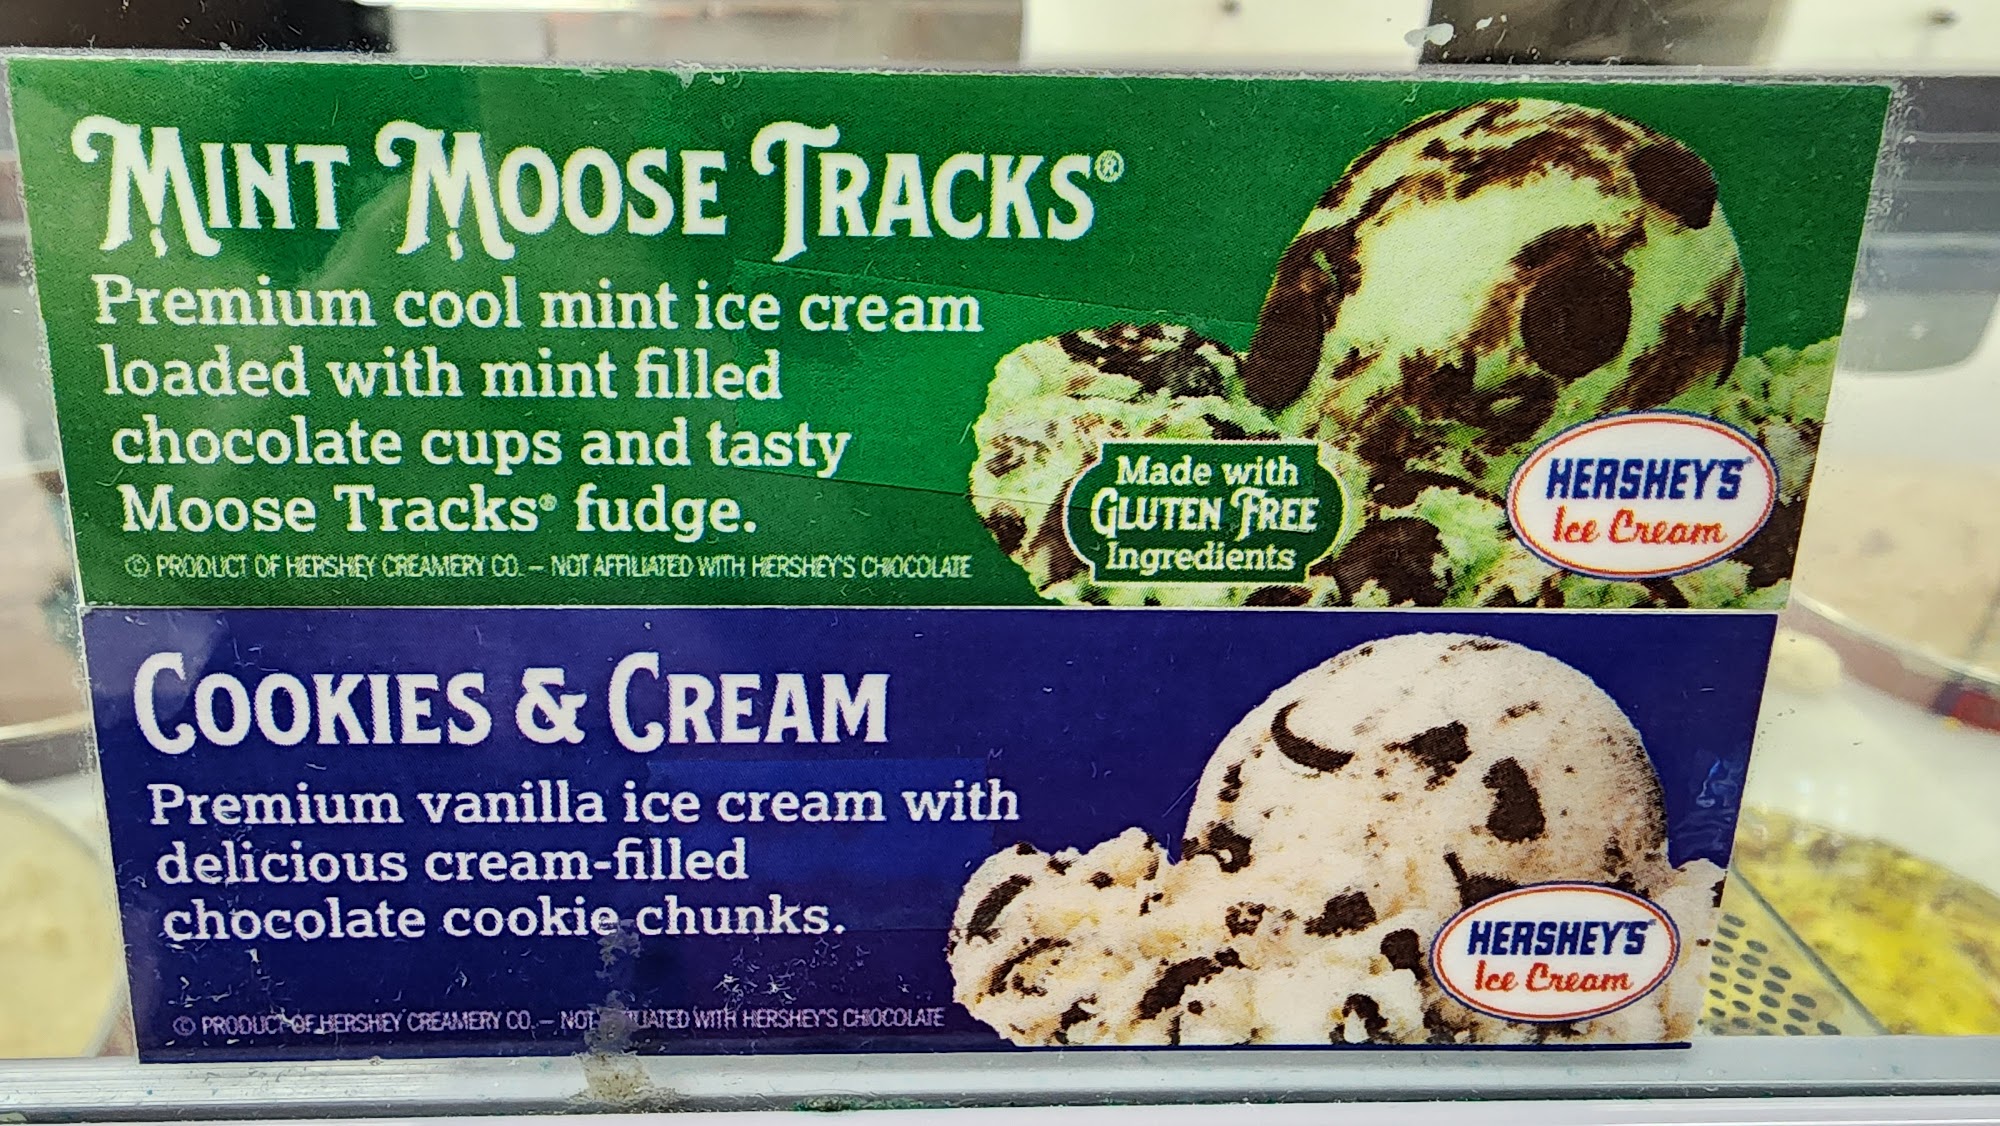 MINT MOOSE TRACKS®
Premium cool mint ice cream
loaded with mint filled
chocolate cups and tasty
Moose Tracks® fudge.
© PRODUCT OF HERSHEY CREAMERY CO. – NOT AFFILIATED WITH HERSHEY'S CHOCOLATE
Made with
GLUTEN FREE
Ingredients
HERSHEY'S
Ice Cream
COOKIES & CREAM
Premium vanilla ice cream with
delicious cream-filled
chocolate cookie chunks.
© PRODUCT OF HERSHEY CREAMERY CO. – NOT WITH HERSHEY'S CHOCOLATE
HERSHEY'S
Ice Cream